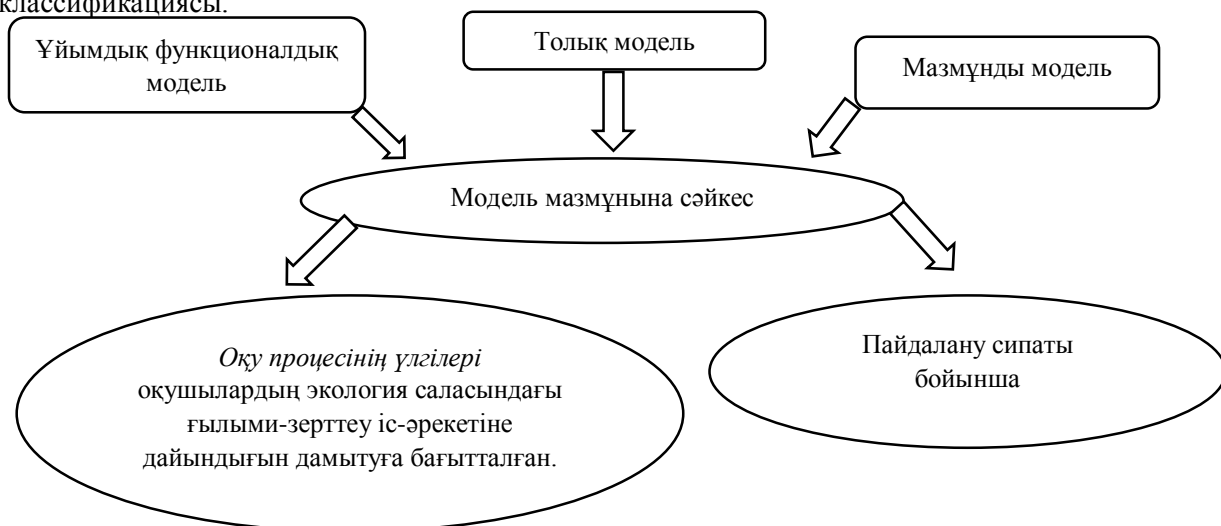 классификациясы.
Ұйымдық функционалдық
модель
Толық модель
Мазмұнды модель
Модель мазмұнына сәйкес
Оқу процесінің үлгілері
оқушылардың экология саласындағы
ғылыми-зерттеу іс-әрекетіне
дайындығын дамытуға бағытталған.
Пайдалану сипаты
бойынша